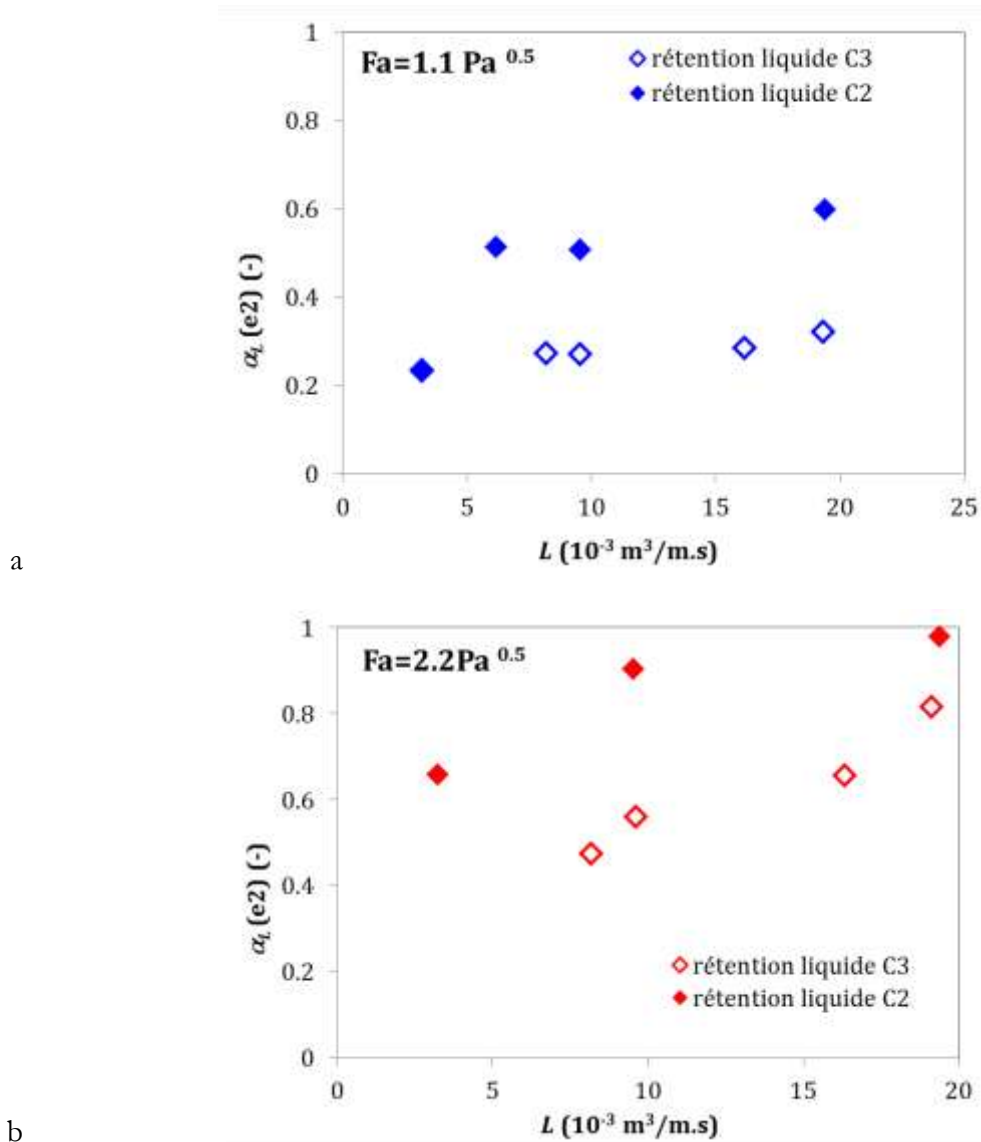 Fa=1.1 Pa 0.5
rétention liquide C3
rétention liquide C2
1
0.8
0.6
0.4
0.2
0
αL (e2) (-)
0 5 10 15 20 25
L (10-3 m3/m.s)
a
Fa=2.2Pa 0.5
1
0.8
0.6
0.4
0.2
0
αL (e2) (-)
rétention liquide C3
rétention liquide C2
0 5 10 15 20
L (10-3 m3/m.s)
b